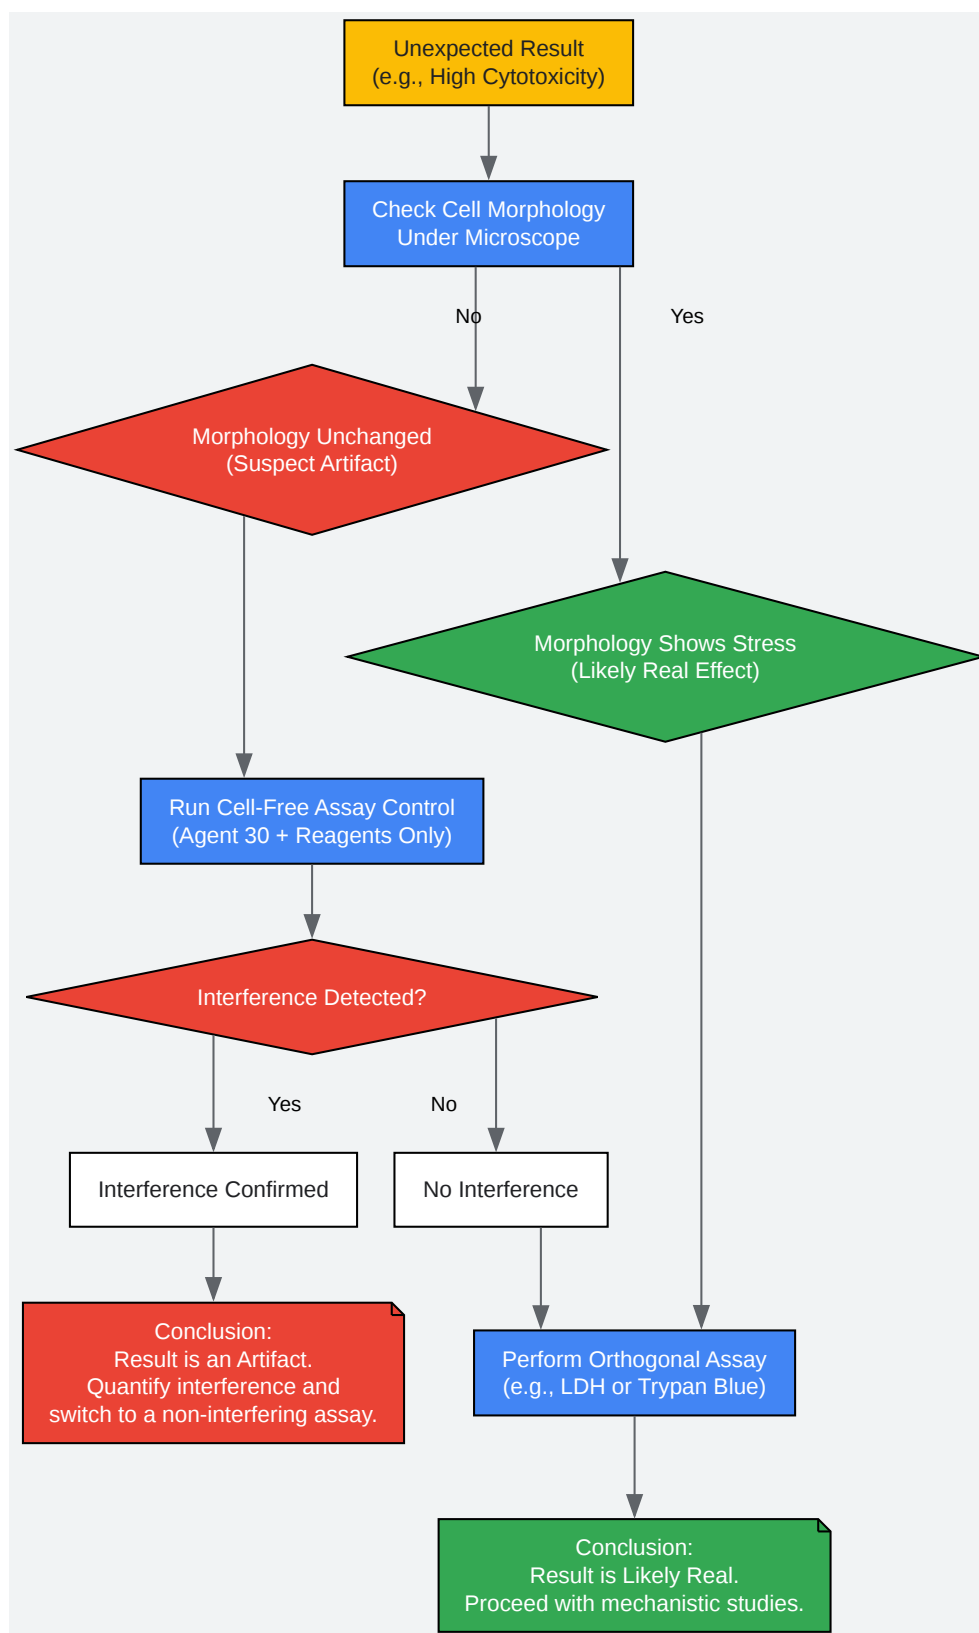 Unexpected Result
(e.g., High Cytotoxicity)
Check Cell Morphology
Under Microscope
No
Yes
Morphology Unchanged
(Suspect Artifact)
Morphology Shows Stress
(Likely Real Effect)
Run Cell-Free Assay Control
(Agent 30 + Reagents Only)
Interference Detected?
Yes
No
Interference Confirmed
No Interference
Conclusion:
Result is an Artifact.
Quantify interference and
switch to a non-interfering assay.
Perform Orthogonal Assay
(e.g., LDH or Trypan Blue)
Conclusion:
Result is Likely Real.
Proceed with mechanistic studies.